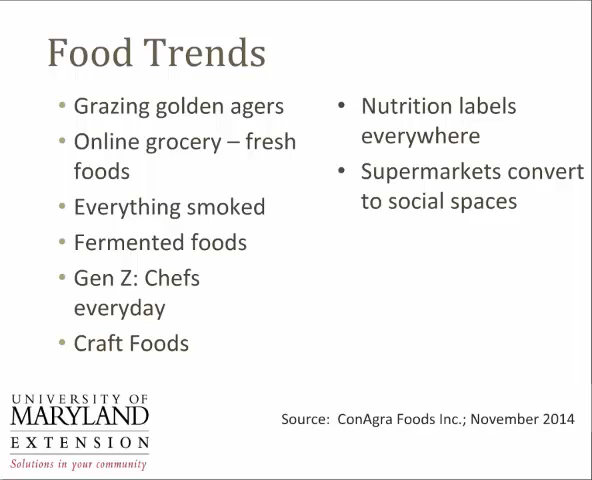 Food Trends
• Grazing golden agers
• Online grocery – fresh
foods
• Everything smoked
• Fermented foods
• Gen Z: Chefs
everyday
• Craft Foods
• Nutrition labels
everywhere
• Supermarkets convert
to social spaces
UNIVERSITY OF
MARYLAND
EXTENSION
Solutions in your community
Source: ConAgra Foods Inc.; November 2014